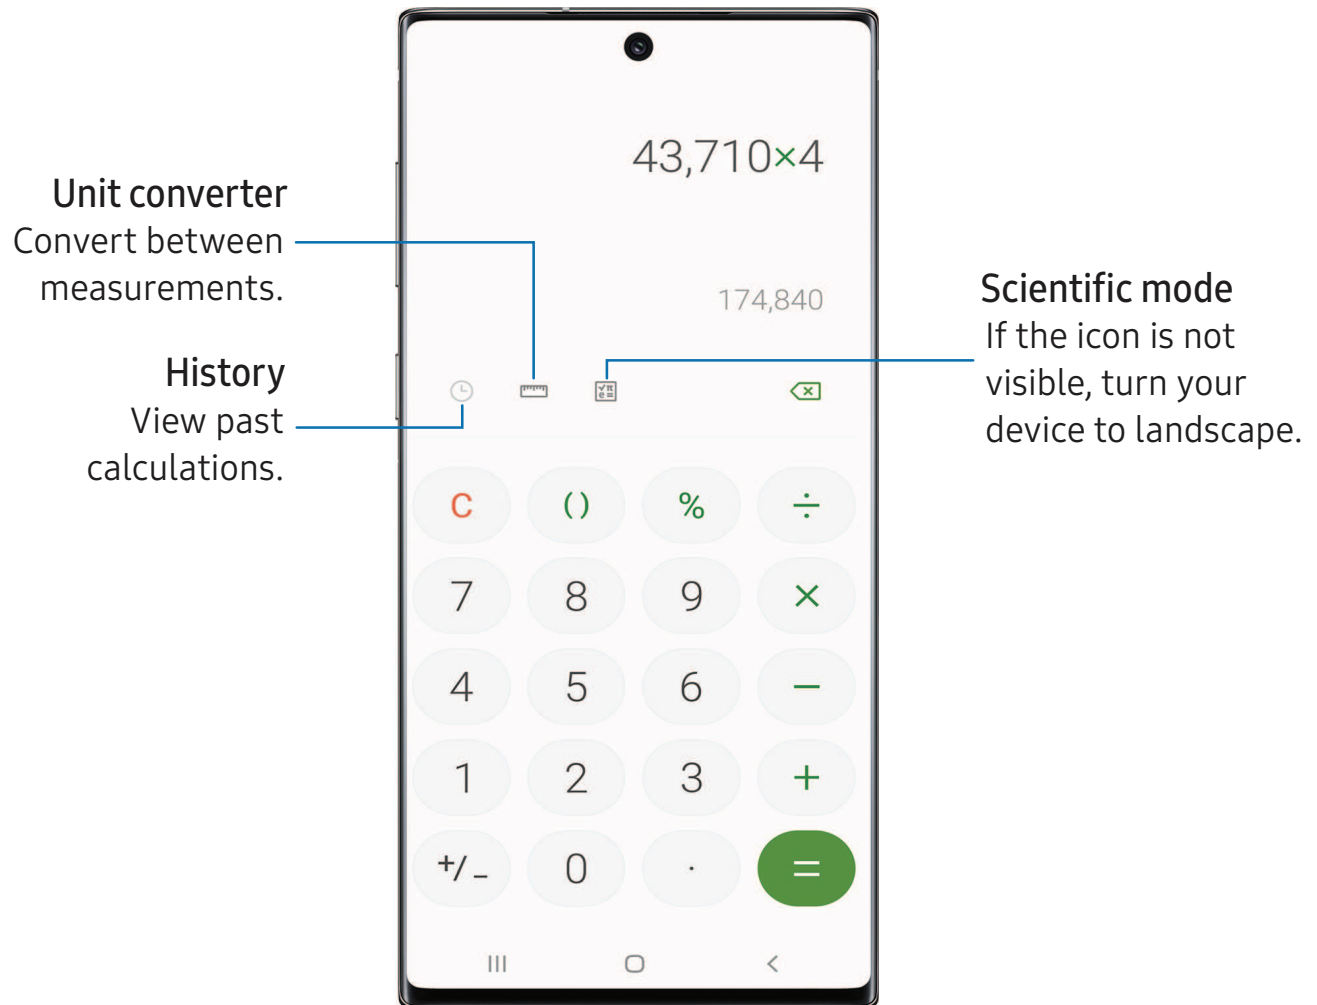 43,710×4
Unit converter
Convert between
measurements.
174,840
Scientific mode
If the icon is not
visible, turn your
device to landscape.
History
View past
calculations.
√π
e=
C
()
%
÷
7
8
9
×
4
5
6
−
1
2
3
+
+/−
0
.
=